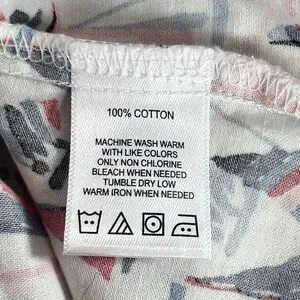 100% COTTON
MACHINE WASH WARM
WITH LIKE COLORS
ONLY NON CHLORINE
BLEACH WHEN NEEDED
TUMBLE DRY LOW
WARM IRON WHEN NEEDED